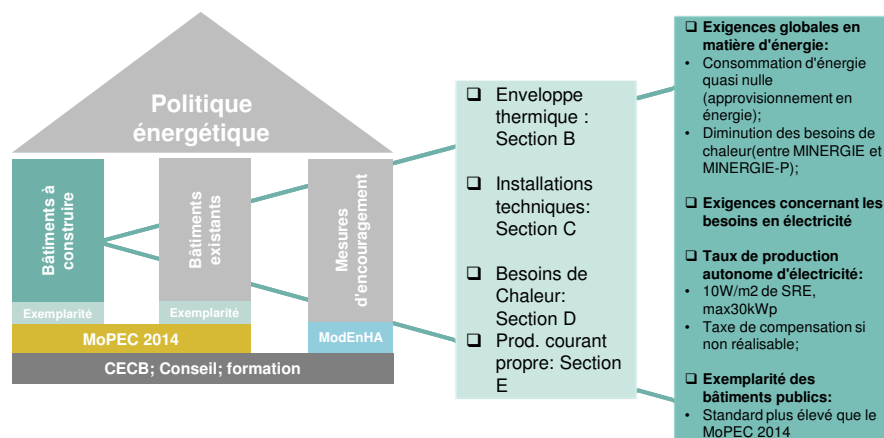 Politique
énergétique
Bâtiments à
construire
Bâtiments
existants
Mesures
d'encouragement
Exemplarité
Exemplarité
MoPEC 2014
ModEnHA
CECB; Conseil; formation
❑ Enveloppe
thermique :
Section B
❑ Installations
techniques:
Section C
❑ Besoins de
Chaleur:
Section D
❑ Prod. courant
propre: Section
E
❑ Exigences globales en
matière d'énergie:
• Consommation d'énergie
quasi nulle
(approvisionnement en
énergie);
• Diminution des besoins de
chaleur(entre MINERGIE et
MINERGIE-P);
❑ Exigences concernant les
besoins en électricité
❑ Taux de production
autonome d'électricité:
• 10W/m2 de SRE,
max30kWp
• Taxe de compensation si
non réalisable;
❑ Exemplarité des
bâtiments publics:
• Standard plus élevé que le
MoPEC 2014